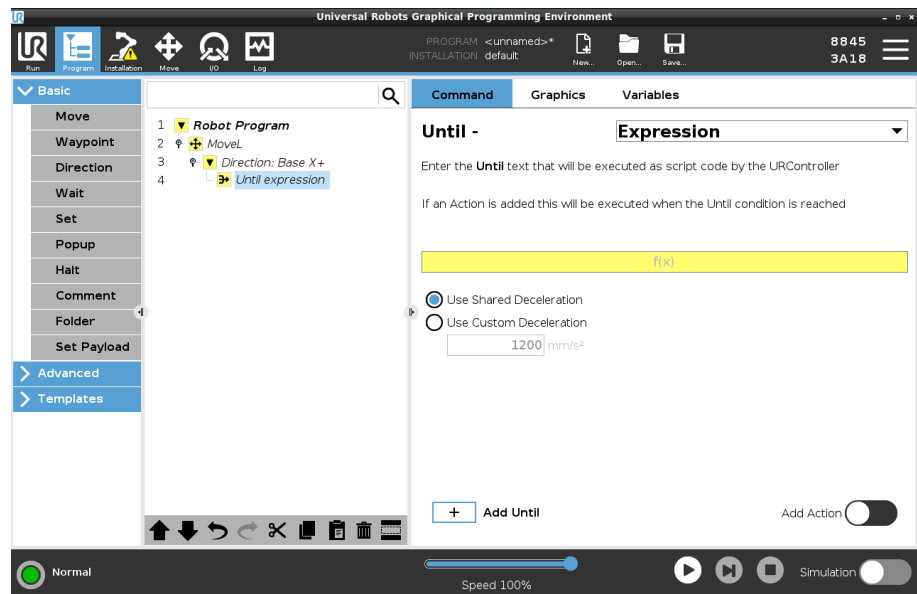 Universal Robots Graphical Programming Environment
UR
Run
Program
Installation
Move
I/O
Log
PROGRAM <unnamed>*
INSTALLATION default
New...
Open...
Save...
8845
3A18
Basic
Move
Waypoint
Direction
Wait
Set
Popup
Halt
Comment
Folder
Set Payload
Advanced
Templates
1 Robot Program
2 MoveL
3 Direction: Base X+
4 Until expression
Command Graphics Variables
Until - Expression
Enter the Until text that will be executed as script code by the URController
If an Action is added this will be executed when the Until condition is reached
f(x)
Use Shared Deceleration
Use Custom Deceleration
1200 mm/s²
+ Add Until
Add Action
Normal
Speed 100%
Simulation